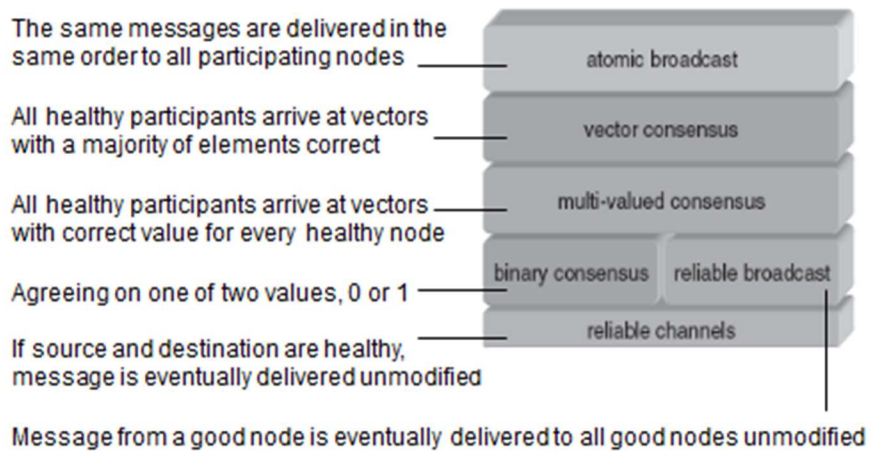 The same messages are delivered in the
same order to all participating nodes
atomic broadcast
All healthy participants arrive at vectors
with a majority of elements correct
vector consensus
All healthy participants arrive at vectors
with correct value for every healthy node
multi-valued consensus
binary consensus
reliable broadcast
Agreeing on one of two values, 0 or 1
reliable channels
If source and destination are healthy,
message is eventually delivered unmodified
Message from a good node is eventually delivered to all good nodes unmodified